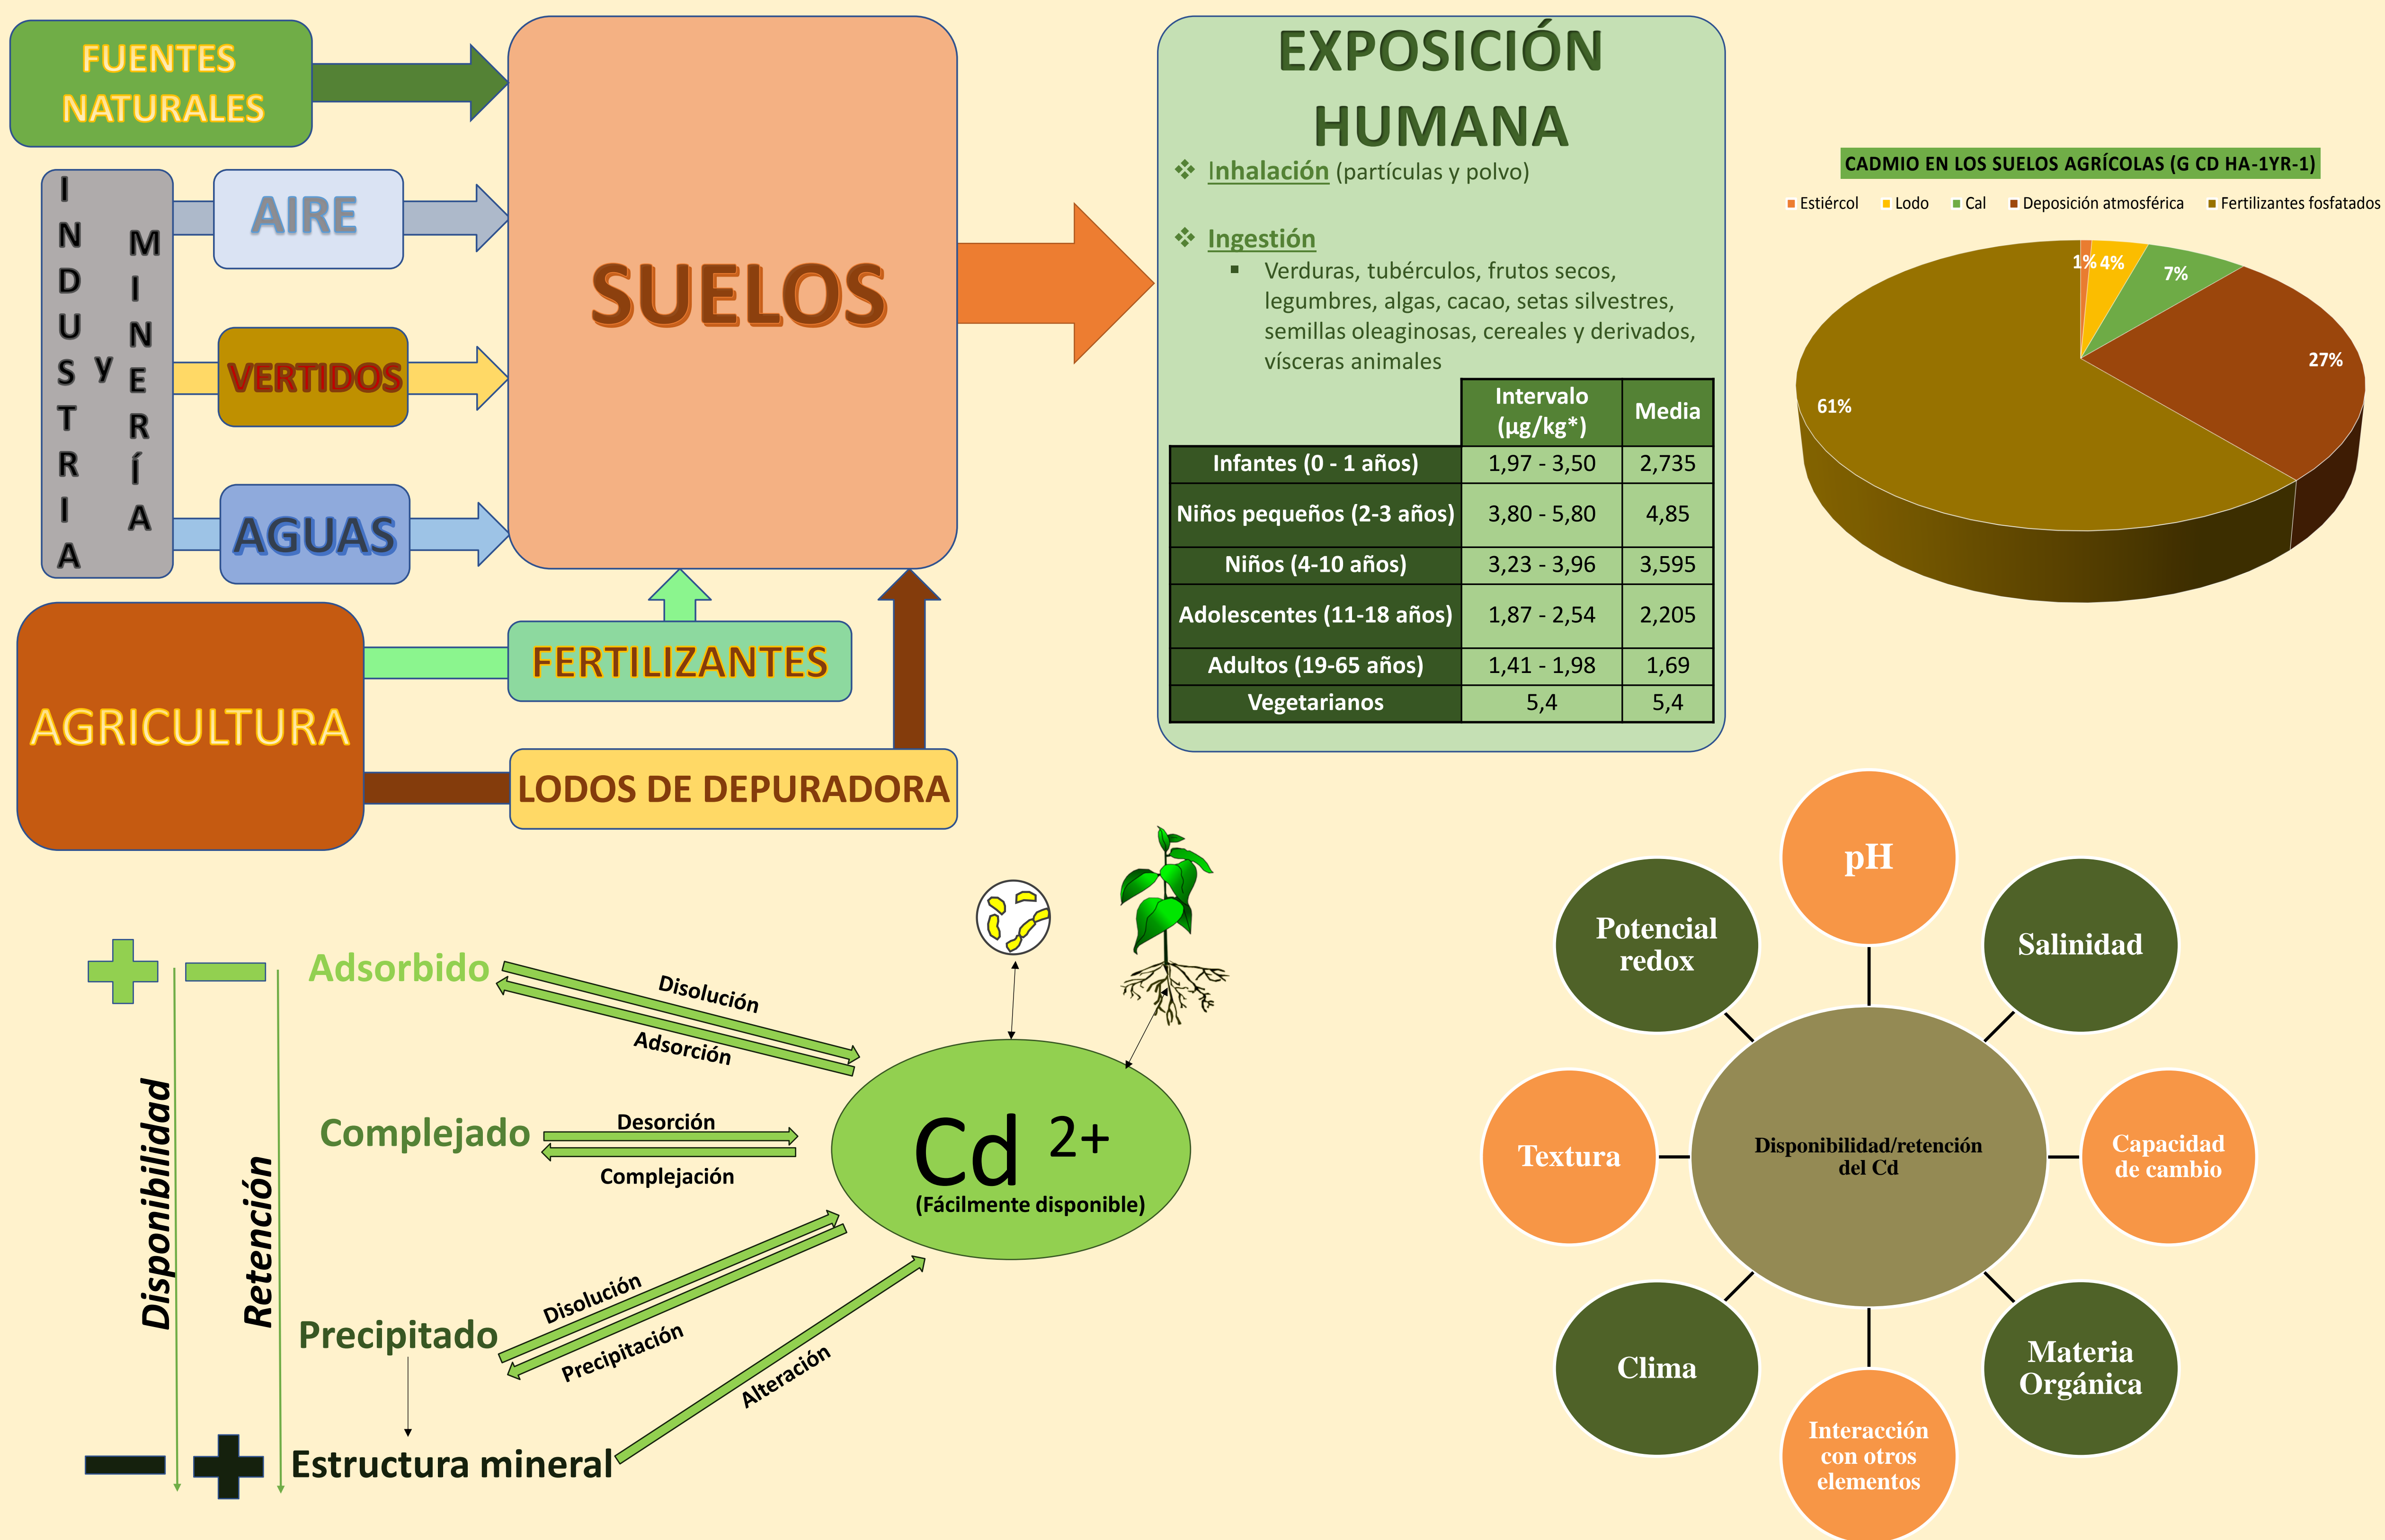 FUENTES
NATURALES
INDUSTRIA
y
MINERÍA
AIRE
VERTIDOS
AGUAS
SUELOS
AGRICULTURA
FERTILIZANTES
LODOS DE DEPURADORA
EXPOSICIÓN
HUMANA
❖ Inhalación (partículas y polvo)
❖ Ingestión
▪ Verduras, tubérculos, frutos secos,
legumbres, algas, cacao, setas silvestres,
semillas oleaginosas, cereales y derivados,
vísceras animales
Intervalo
(µg/kg*)
Media
Infantes (0 - 1 años) 1,97 - 3,50 2,735
Niños pequeños (2-3 años) 3,80 - 5,80 4,85
Niños (4-10 años) 3,23 - 3,96 3,595
Adolescentes (11-18 años) 1,87 - 2,54 2,205
Adultos (19-65 años) 1,41 - 1,98 1,69
Vegetarianos 5,4 5,4
CADMIO EN LOS SUELOS AGRÍCOLAS (G CD HA-1YR-1)
Estiércol Lodo Cal Deposición atmosférica Fertilizantes fosfatados
1% 4%
7%
27%
61%
Disponibilidad
Retención
Adsorbido
Disolución
Adsorción
Complejado
Desorción
Complejación
Precipitado
Disolución
Precipitación
Estructura mineral
Alteración
Cd 2+
(Fácilmente disponible)
pH
Potencial
redox
Salinidad
Textura
Disponibilidad/retención
del Cd
Capacidad
de cambio
Clima
Materia
Orgánica
Interacción
con otros
elementos